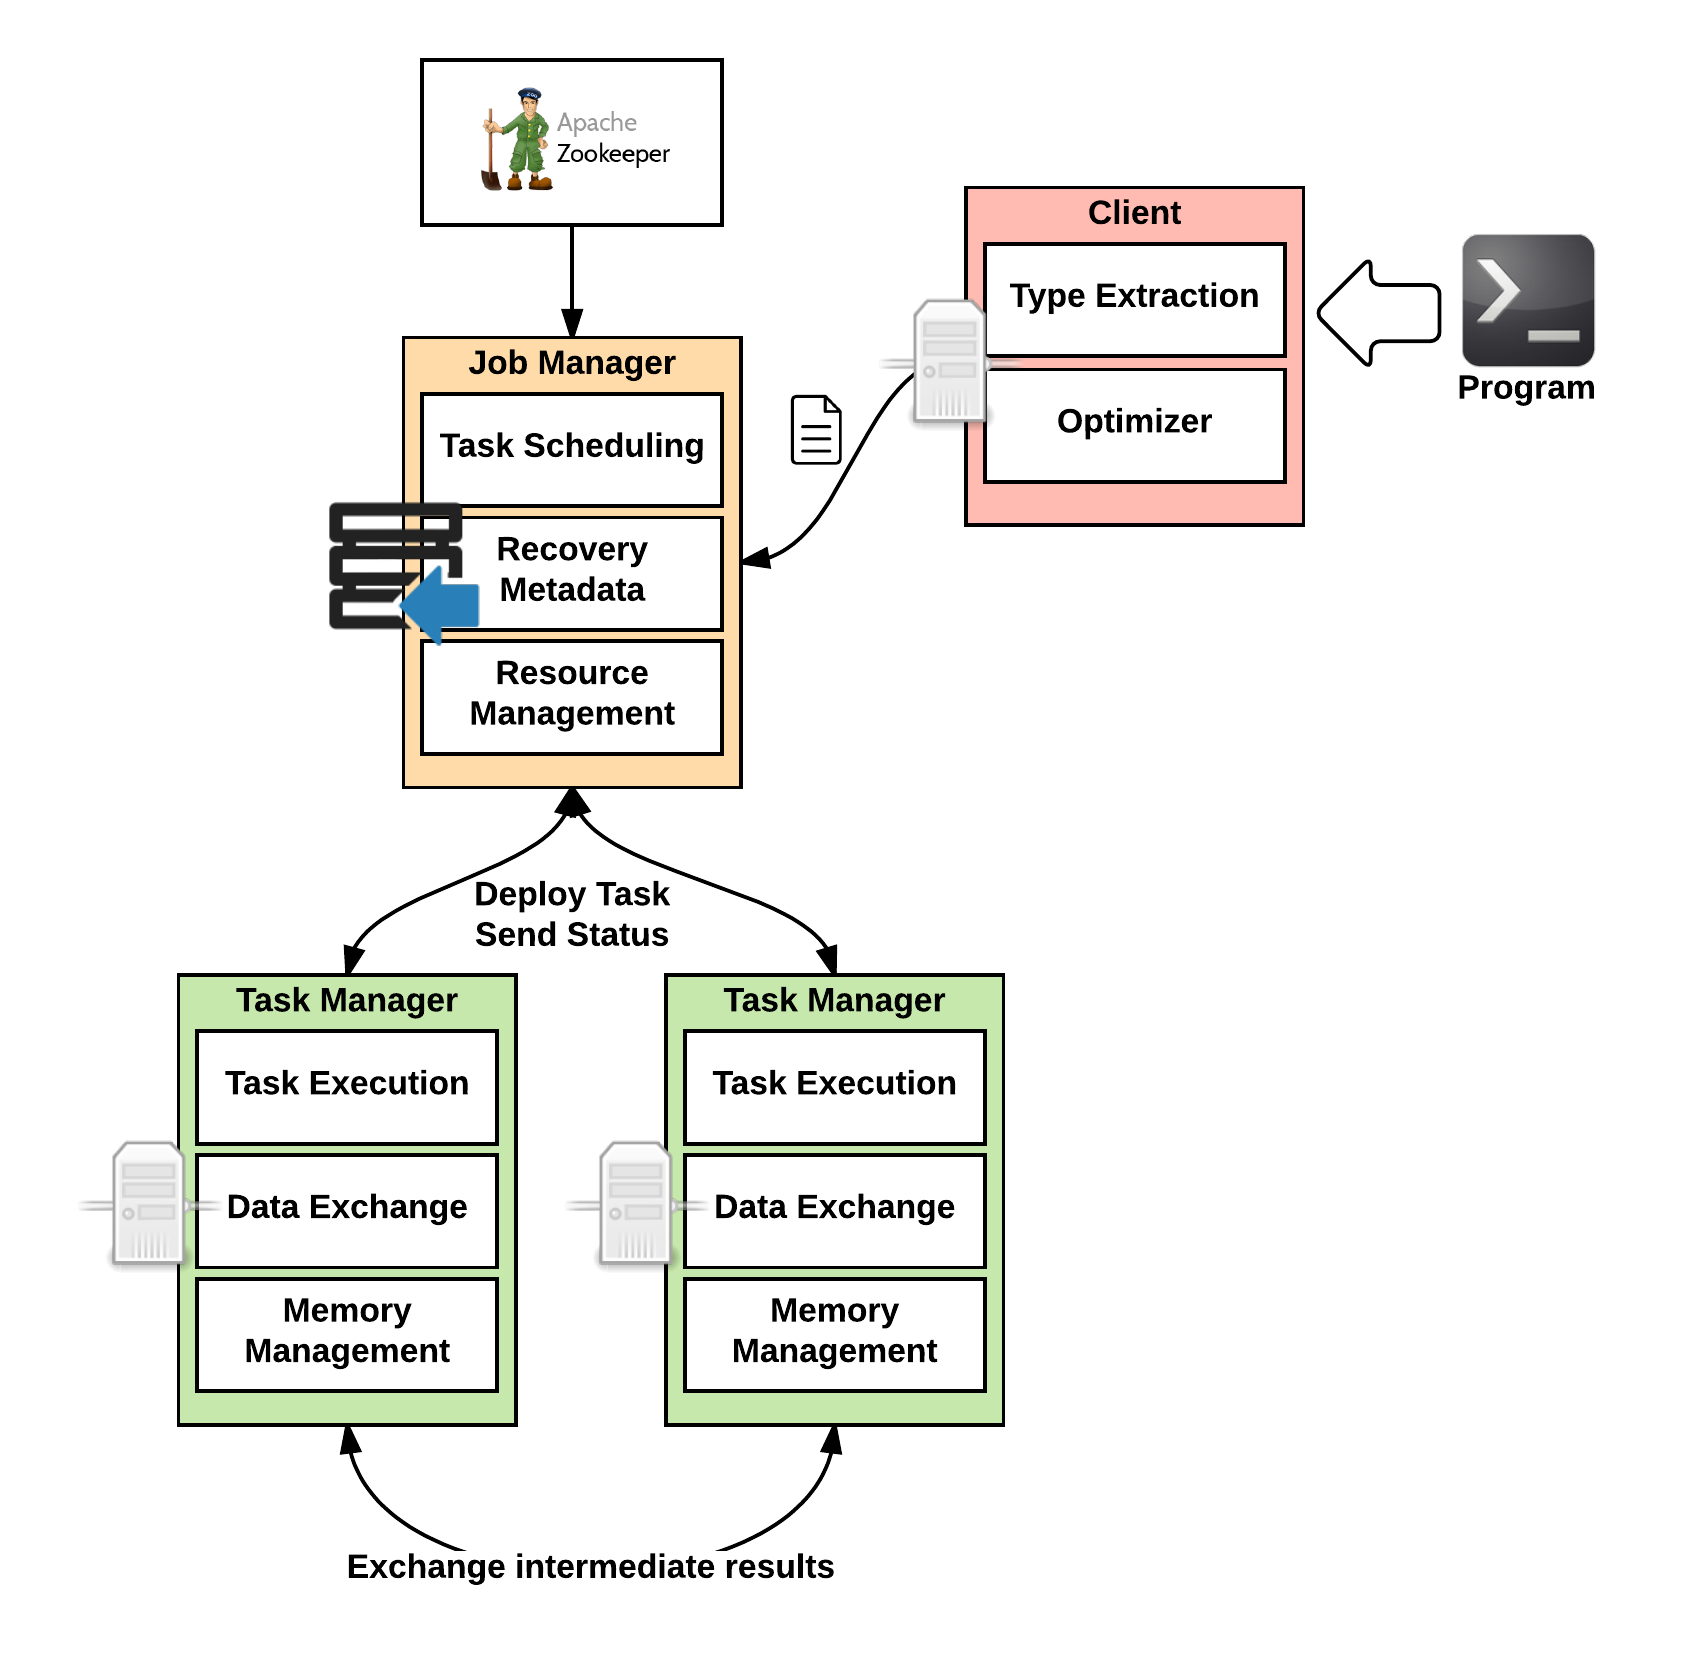 Apache
Zookeeper
Client
Type Extraction
Optimizer
Program
Job Manager
Task Scheduling
Recovery
Metadata
Resource
Management
Deploy Task
Send Status
Task Manager
Task Execution
Data Exchange
Memory
Management
Task Manager
Task Execution
Data Exchange
Memory
Management
Exchange intermediate results